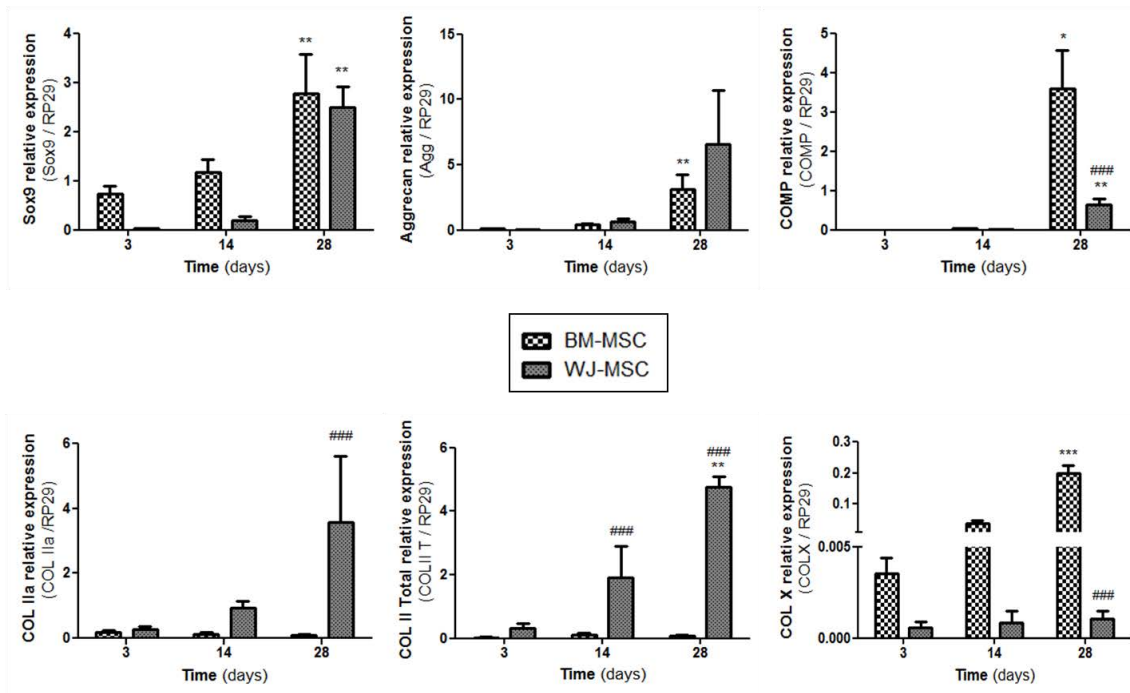 Sox9 relative expression
(Sox9 / RP29)
4
3
2
1
0
**
**
3
14
28
Time (days)
Aggrecan relative expression
(Agg / RP29)
15
10
5
0
**
3
14
28
Time (days)
COMP relative expression
(COMP / RP29)
5
4
3
2
1
0
*
###
**
3
14
28
Time (days)
BM-MSC
WJ-MSC
COL IIa relative expression
(COL IIa /RP29)
6
4
2
0
###
3
14
28
Time (days)
COL II Total relative expression
(COLII T / RP29)
6
4
2
0
###
###
**
3
14
28
Time (days)
COL X relative expression
(COLX / RP29)
0.3
0.2
0.1
0.005
0.000
***
###
3
14
28
Time (days)